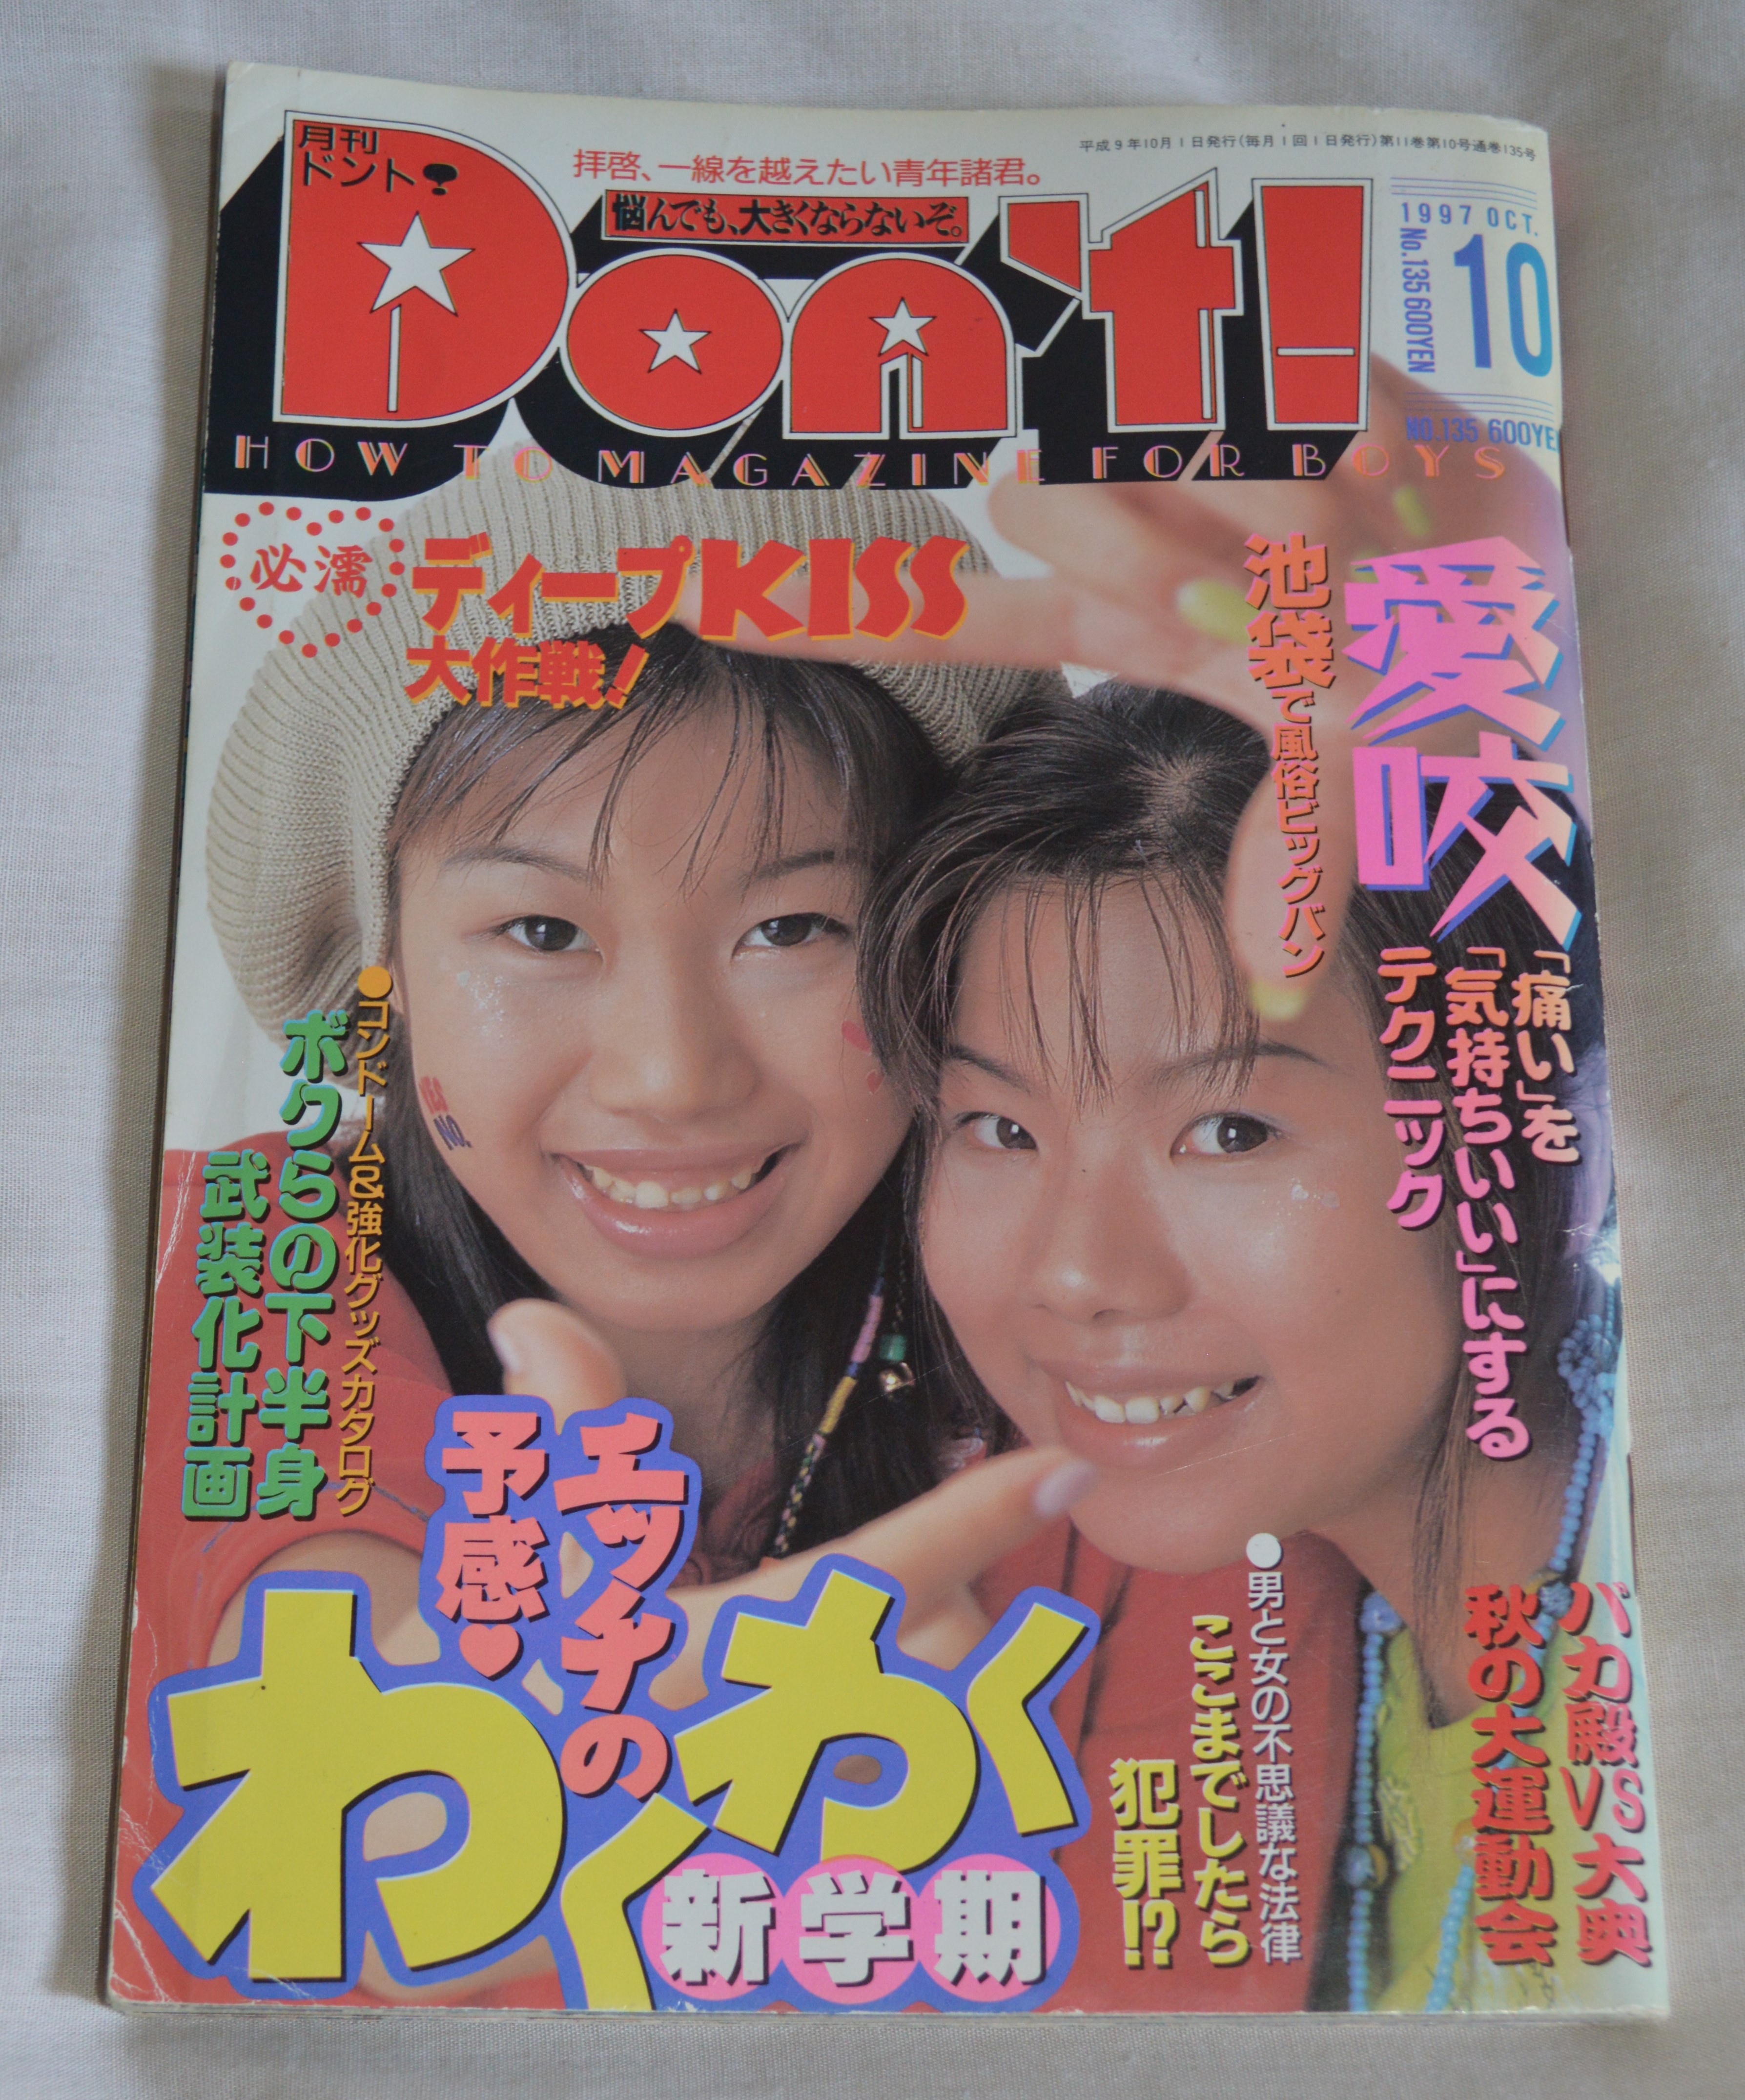 月刊
ドント!
平成9年10月1日発行(毎月1回1日発行)第11巻第10号通巻135号
拝啓、一線を越えたい青年諸君。
悩んでも、大きくならないぞ。
Don't!
1997 OCT.
10
No.135 600YEN
NO.135 600YEN
HOW TO MAGAZINE FOR BOYS
必濡
ディープKISS
大作戦!
愛咬
「痛い」を
「気持ちいい」にする
テクニック
池袋で風俗ビッグバン
YES
NO.
●コンドーム&強化グッズカタログ
ボクらの下半身
武装化計画
エッチの
予感♥
わくわく
新学期
●男と女の不思議な法律
ここまでしたら
犯罪!?
バカ殿VS大典
秋の大運動会